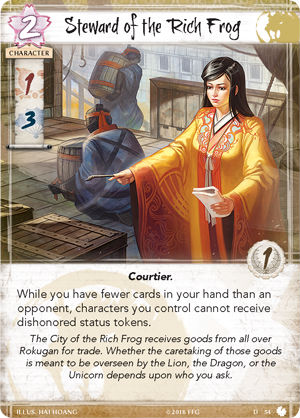 2
Steward of the Rich Frog
CHARACTER
1
3
1
Courtier.
While you have fewer cards in your hand than an
opponent, characters you control cannot receive
dishonored status tokens.
The City of the Rich Frog receives goods from all over
Rokugan for trade. Whether the caretaking of those goods
is meant to be overseen by the Lion, the Dragon, or the
Unicorn depends upon who you ask.
ILLUS. HAI HOANG
©2018 FFG
D 54